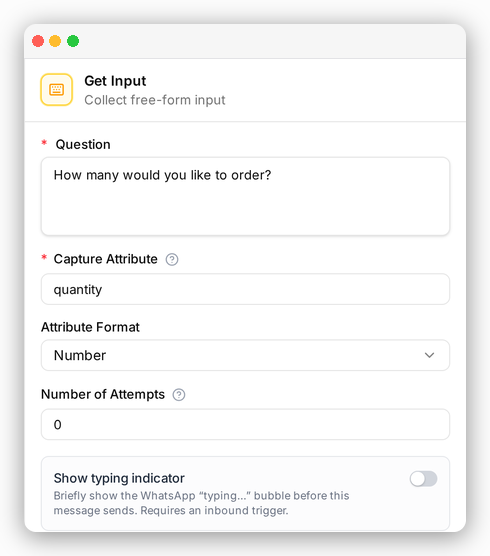 Get Input
Collect free-form input
* Question
How many would you like to order?
* Capture Attribute ?
quantity
Attribute Format
Number
Number of Attempts ?
0
Show typing indicator
Briefly show the WhatsApp “typing…” bubble before this
message sends. Requires an inbound trigger.